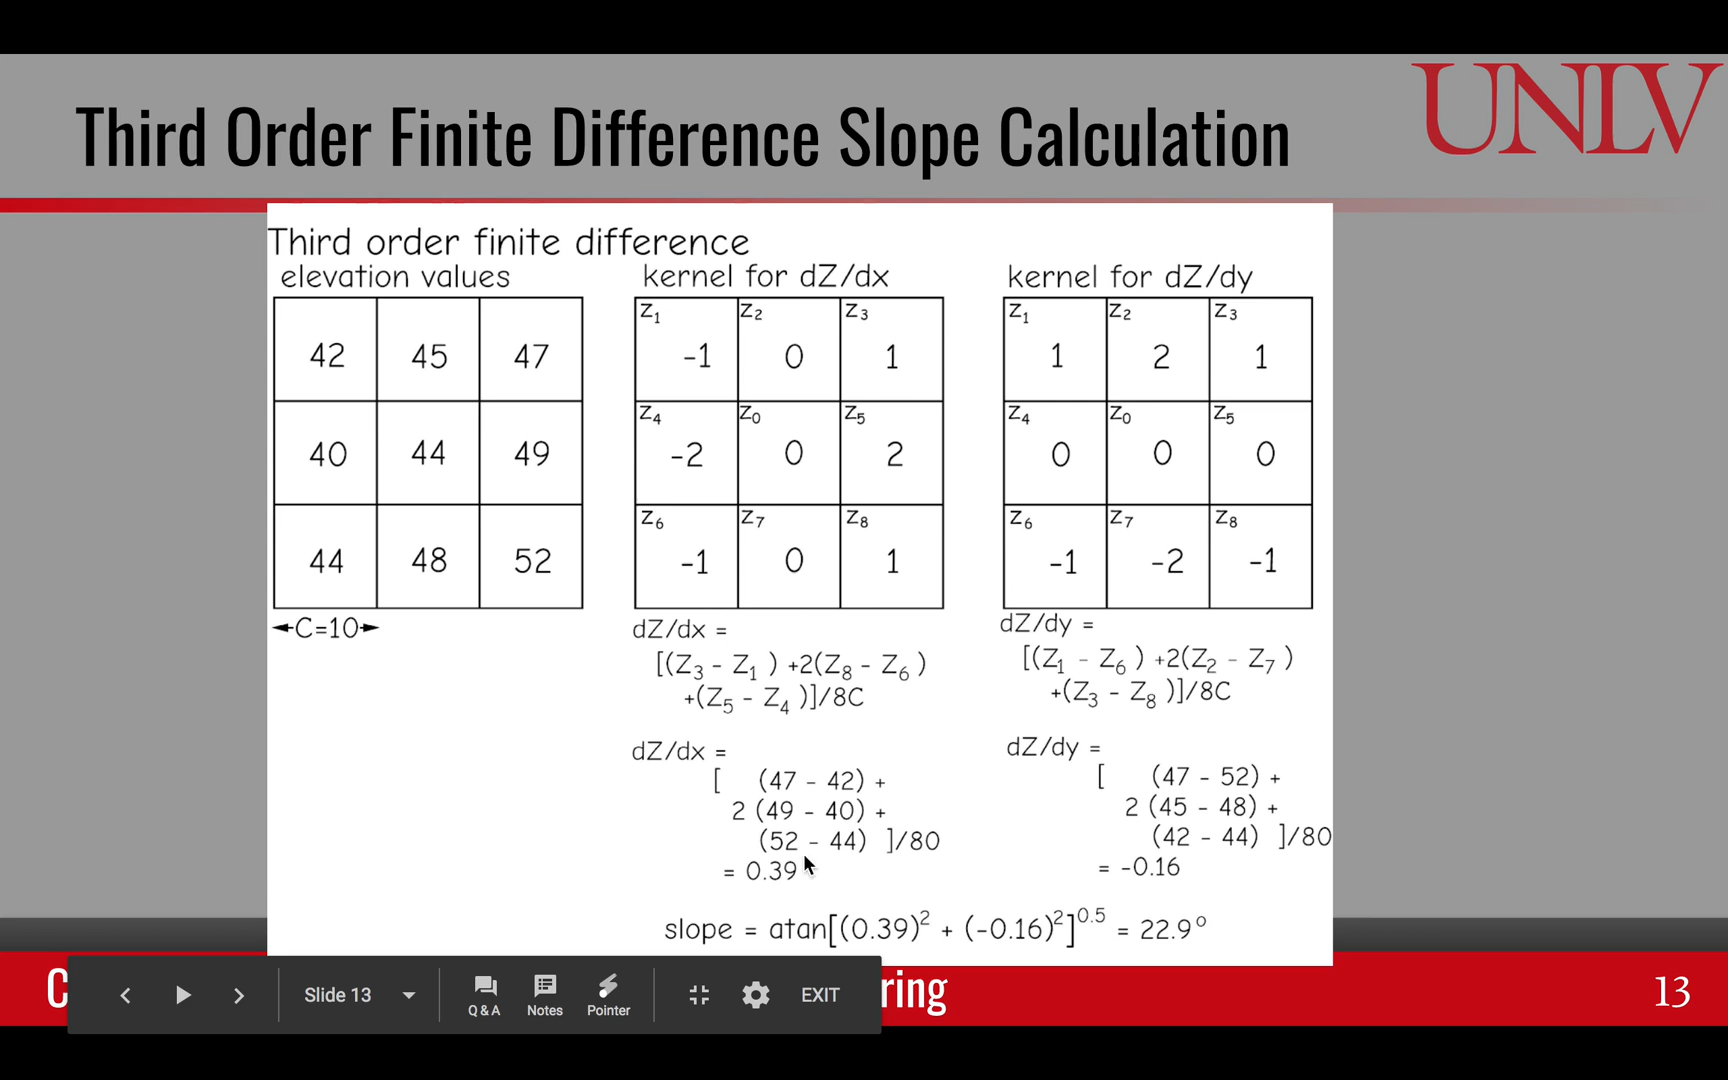 UNLV
Third Order Finite Difference Slope Calculation
Third order finite difference
elevation values
42 45 47
40 44 49
44 48 52
C=10
kernel for dZ/dx
Z1 Z2 Z3
-1 0 1
Z4 Z0 Z5
-2 0 2
Z6 Z7 Z8
-1 0 1
dZ/dx =
[(Z3 - Z1 ) +2(Z8 - Z6 )
+(Z5 - Z4 )]/8C
dZ/dx =
[ (47 - 42) +
2 (49 - 40) +
(52 - 44) ]/80
= 0.39
kernel for dZ/dy
Z1 Z2 Z3
1 2 1
Z4 Z0 Z5
0 0 0
Z6 Z7 Z8
-1 -2 -1
dZ/dy =
[(Z1 - Z6 ) +2(Z2 - Z7 )
+(Z3 - Z8 )]/8C
dZ/dy =
[ (47 - 52) +
2 (45 - 48) +
(42 - 44) ]/80
= -0.16
slope = atan[(0.39)² + (-0.16)²]^0.5 = 22.9°
Slide 13
Q & A
Notes
Pointer
EXIT
13